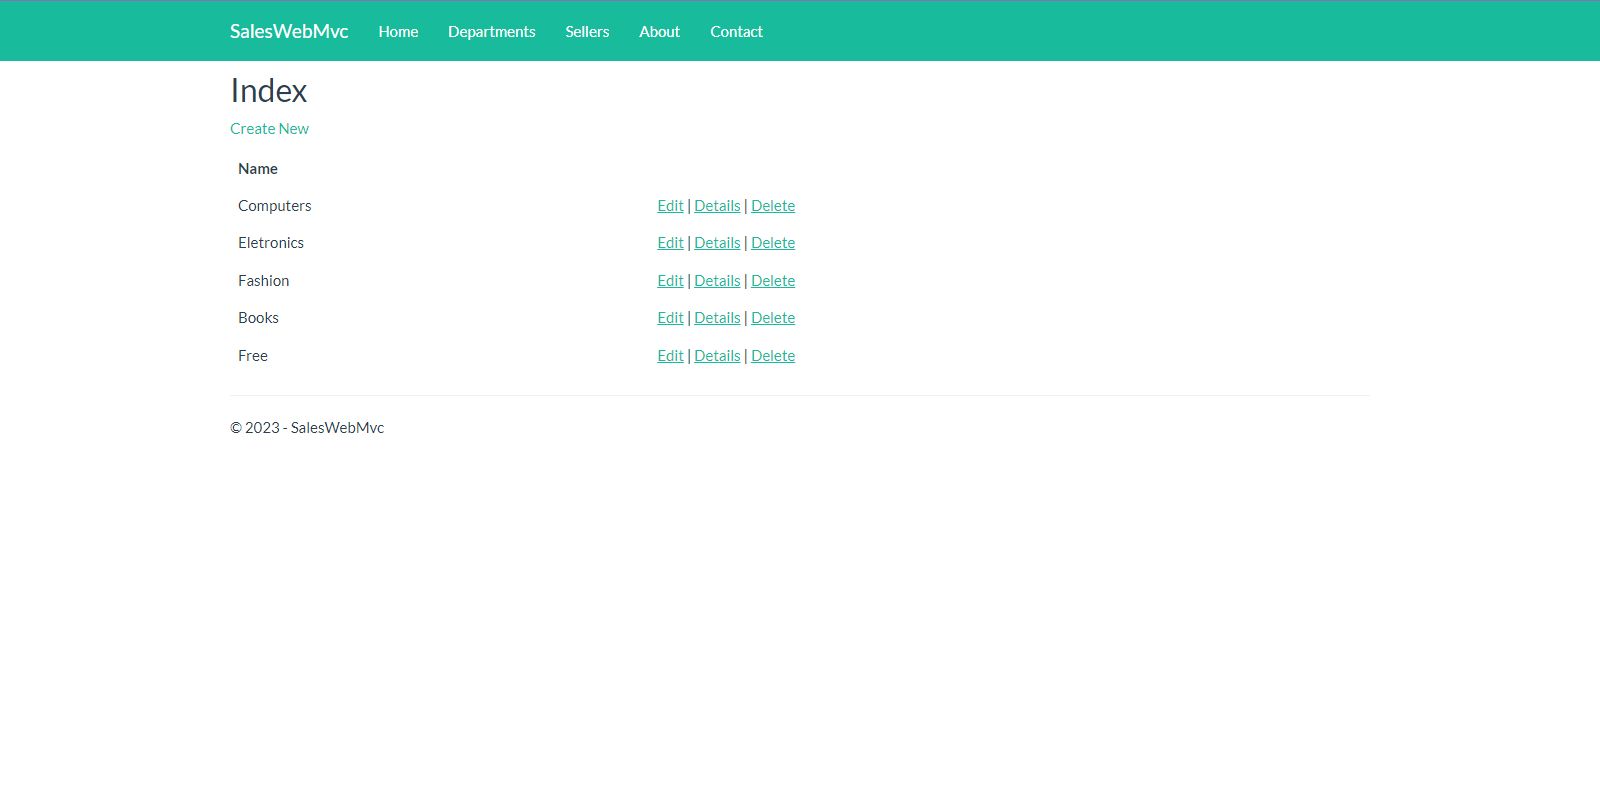 SalesWebMvc Home Departments Sellers About Contact
Index
Create New
Name
Computers Edit | Details | Delete
Eletronics Edit | Details | Delete
Fashion Edit | Details | Delete
Books Edit | Details | Delete
Free Edit | Details | Delete
© 2023 - SalesWebMvc